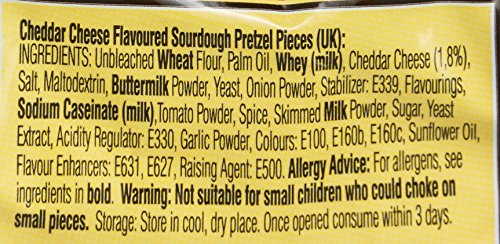 Cheddar Cheese Flavoured Sourdough Pretzel Pieces (UK):
INGREDIENTS: Unbleached Wheat Flour, Palm Oil, Whey (milk), Cheddar Cheese (1,8%),
Salt, Maltodextrin, Buttermilk Powder, Yeast, Onion Powder, Stabilizer: E339, Flavourings,
Sodium Caseinate (milk),Tomato Powder, Spice, Skimmed Milk Powder, Sugar, Yeast
Extract, Acidity Regulator: E330, Garlic Powder, Colours: E100, E160b, E160c, Sunflower Oil,
Flavour Enhancers: E631, E627, Raising Agent: E500. Allergy Advice: For allergens, see
ingredients in bold. Warning: Not suitable for small children who could choke on
small pieces. Storage: Store in cool, dry place. Once opened consume within 3 days.